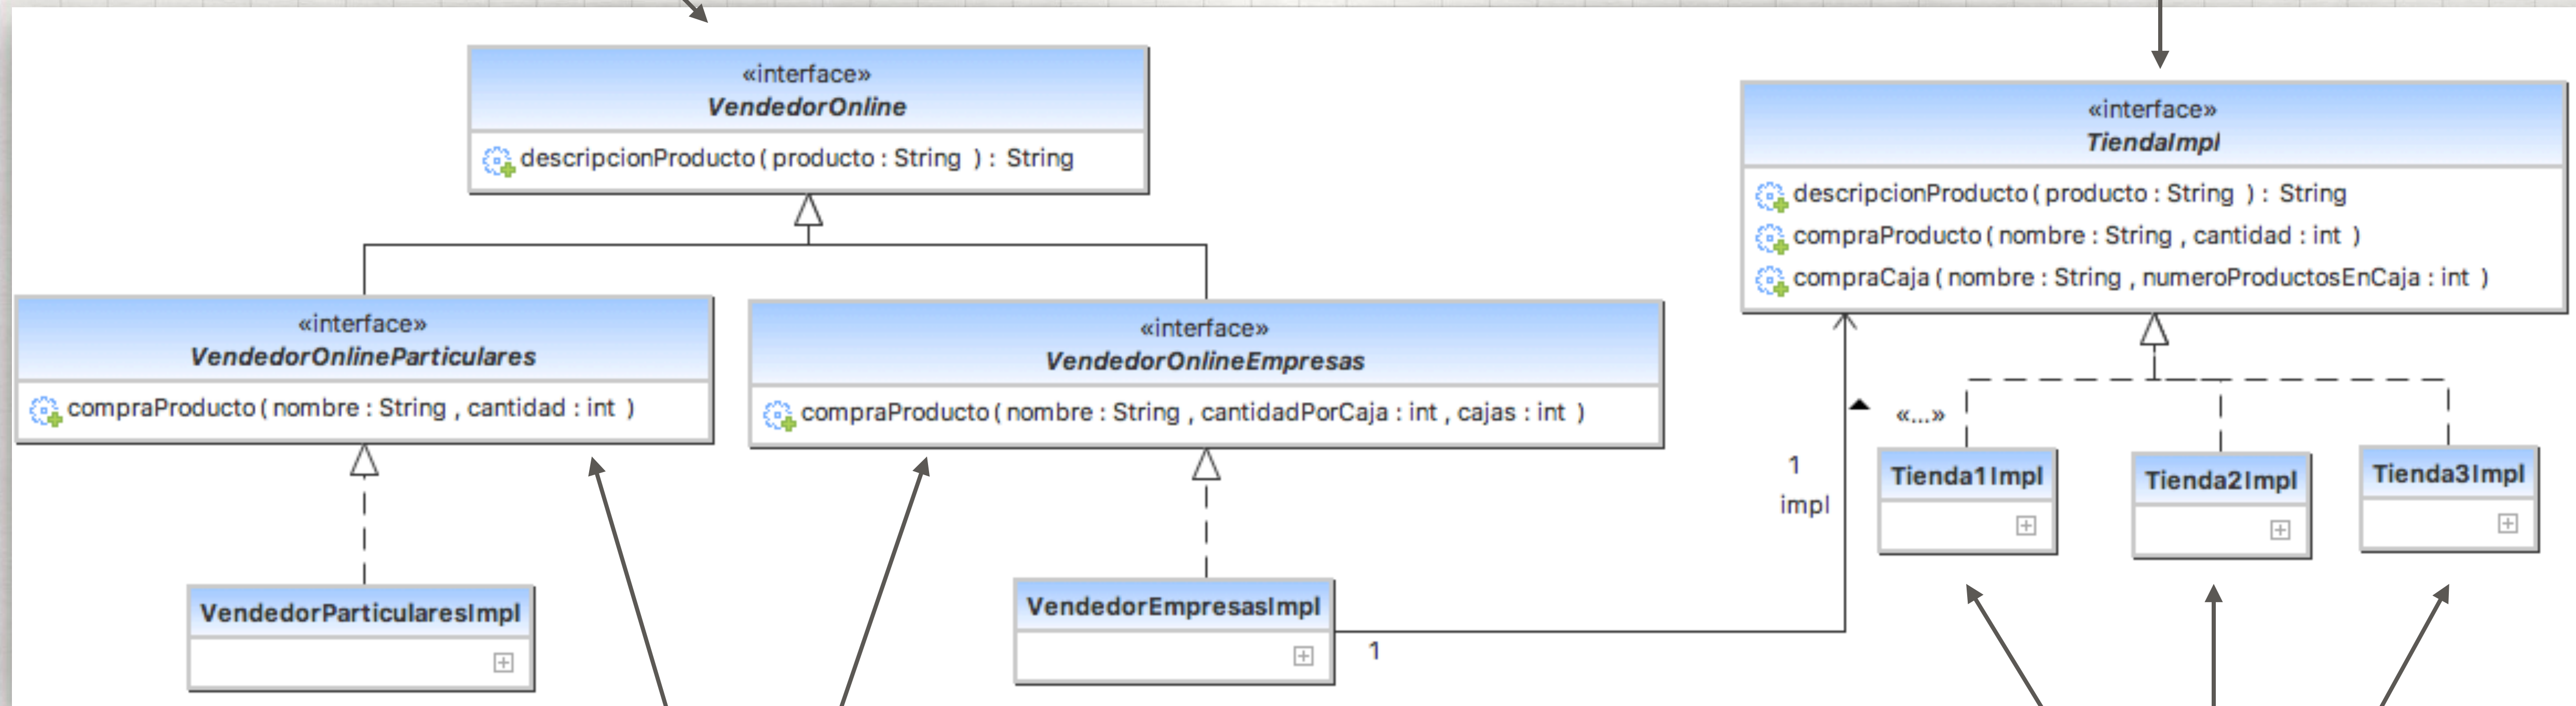 «interface»
VendedorOnline
descripcionProducto ( producto : String ) : String
«interface»
VendedorOnlineParticulares
compraProducto ( nombre : String , cantidad : int )
«interface»
VendedorOnlineEmpresas
compraProducto ( nombre : String , cantidadPorCaja : int , cajas : int )
VendedorParticularesImpl
VendedorEmpresasImpl
1
1
impl
«interface»
TiendaImpl
descripcionProducto ( producto : String ) : String
compraProducto ( nombre : String , cantidad : int )
compraCaja ( nombre : String , numeroProductosEnCaja : int )
«...»
Tienda1Impl
Tienda2Impl
Tienda3Impl